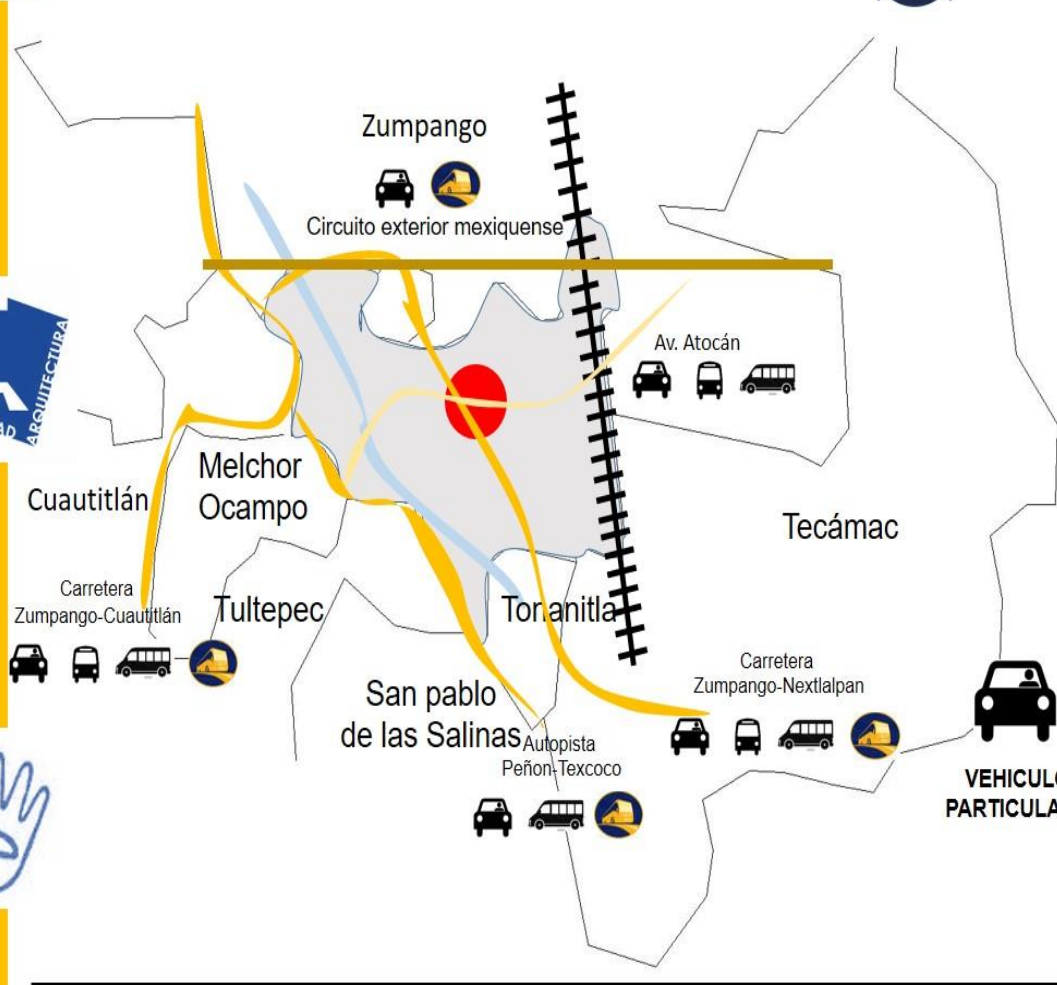 Zumpango
Circuito exterior mexiquense
ARQUITECTURA
Av. Atocán
Melchor
Ocampo
Cuautitlán
Tecámac
Carretera
Zumpango-Cuautitlán
Tultepec
Tonanitla
Carretera
Zumpango-Nextlalpan
San pablo
de las Salinas
Autopista
Peñon-Texcoco
VEHICULO
PARTICULA